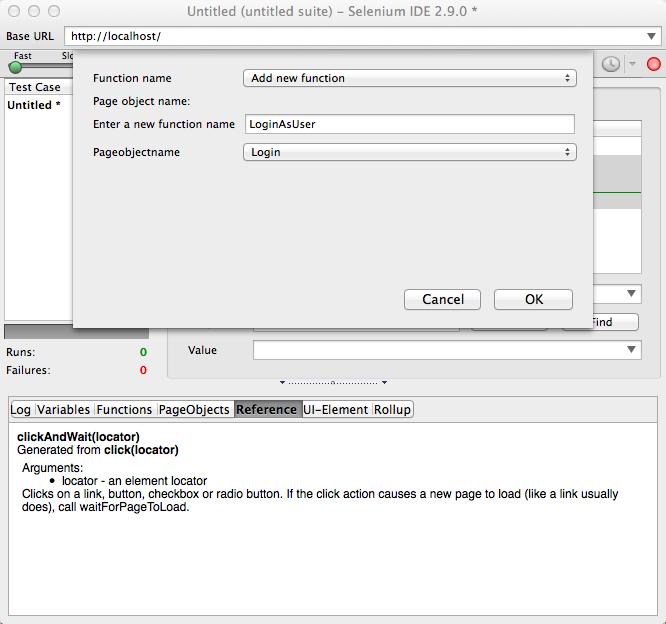 Untitled (untitled suite) – Selenium IDE 2.9.0 *
Base URL http://localhost/
Fast
Test Case
Untitled *
Function name Add new function
Page object name:
Enter a new function name LoginAsUser
Pageobjectname Login
Cancel OK
Find
Value
Runs: 0
Failures: 0
Log Variables Functions PageObjects Reference UI-Element Rollup
clickAndWait(locator)
Generated from click(locator)
Arguments:
• locator - an element locator
Clicks on a link, button, checkbox or radio button. If the click action causes a new page to load (like a link usually
does), call waitForPageToLoad.